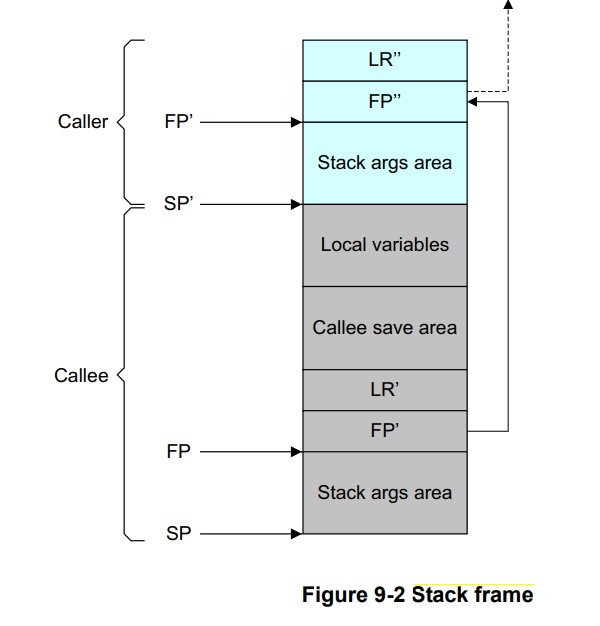 LR’’
FP’’
Caller
FP’
Stack args area
SP’
Local variables
Callee save area
Callee
LR’
FP’
FP
Stack args area
SP
Figure 9-2 Stack frame